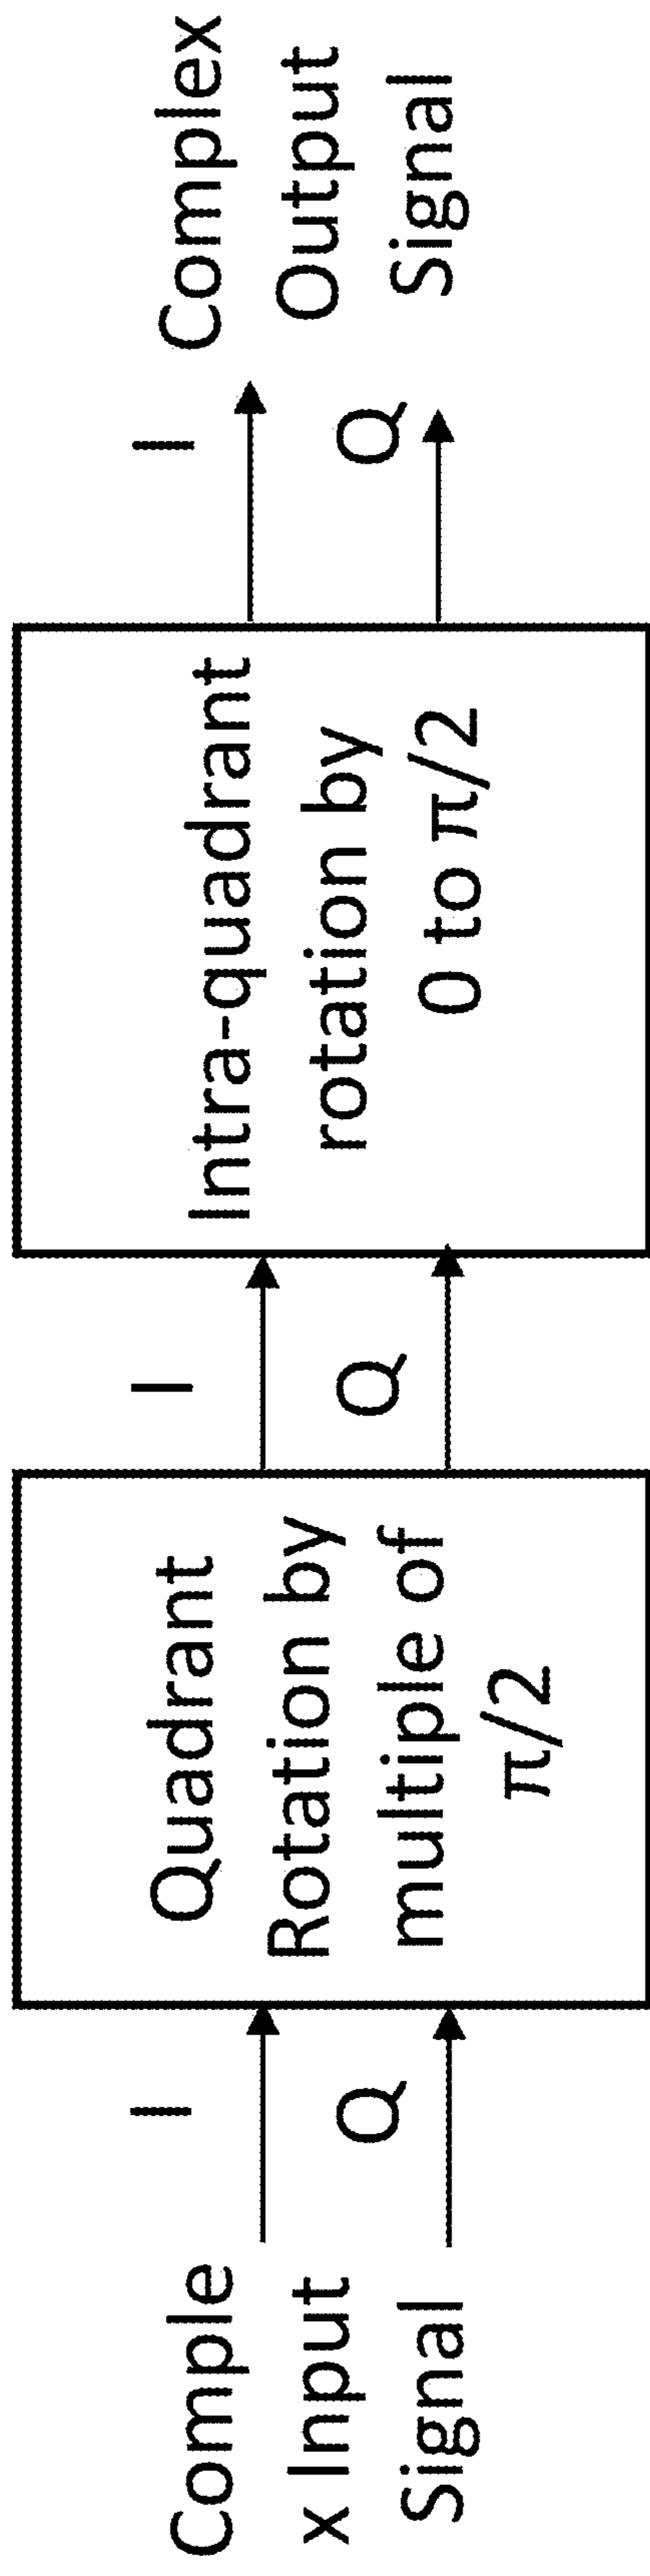 Comple
x Input
Signal
I
Q
Quadrant
Rotation by
multiple of
π/2
I
Q
Intra-quadrant
rotation by
0 to π/2
I
Q
Complex
Output
Signal